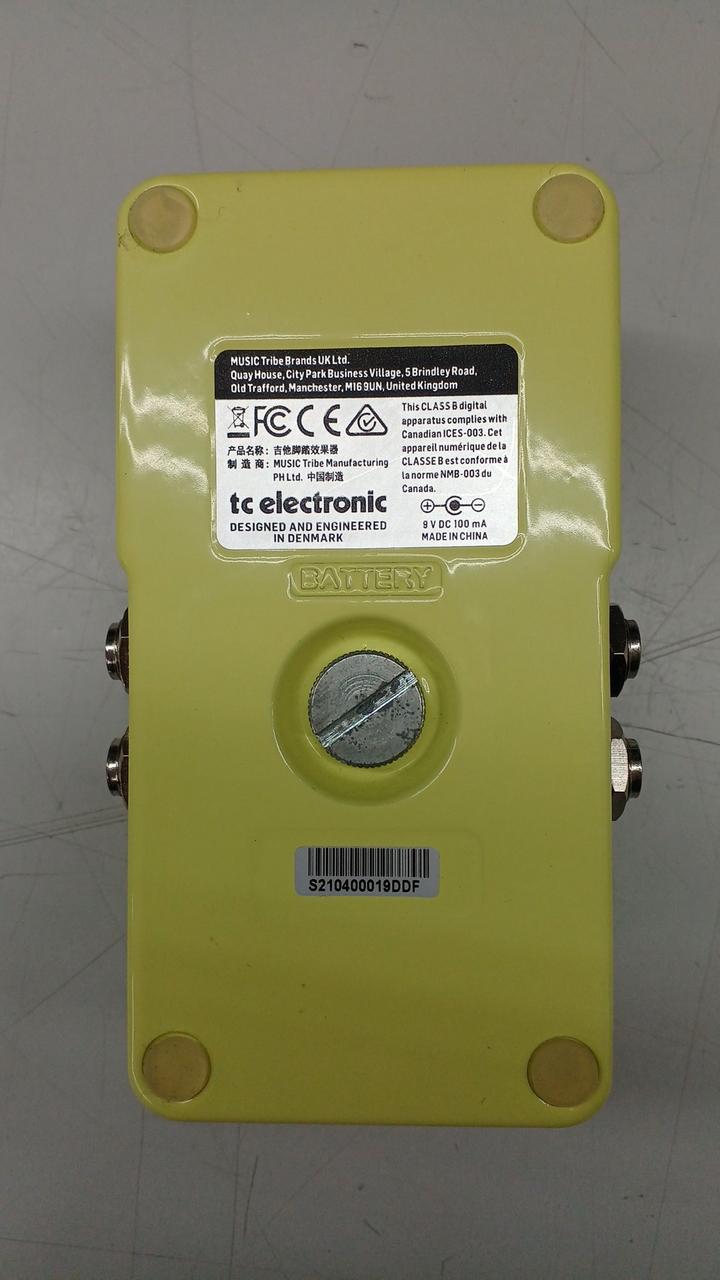 MUSIC Tribe Brands UK Ltd.
Quay House, City Park Business Village, 5 Brindley Road,
Old Trafford, Manchester, M16 9UN, United Kingdom
FC CE
产品名称: 吉他脚踏效果器
制 造 商: MUSIC Tribe Manufacturing
PH Ltd. 中国制造
tc electronic
DESIGNED AND ENGINEERED
IN DENMARK
This CLASS B digital
apparatus complies with
Canadian ICES-003. Cet
appareil numérique de la
CLASSE B est conforme à
la norme NMB-003 du
Canada.
9 V DC 100 mA
MADE IN CHINA
BATTERY
S210400019DDF